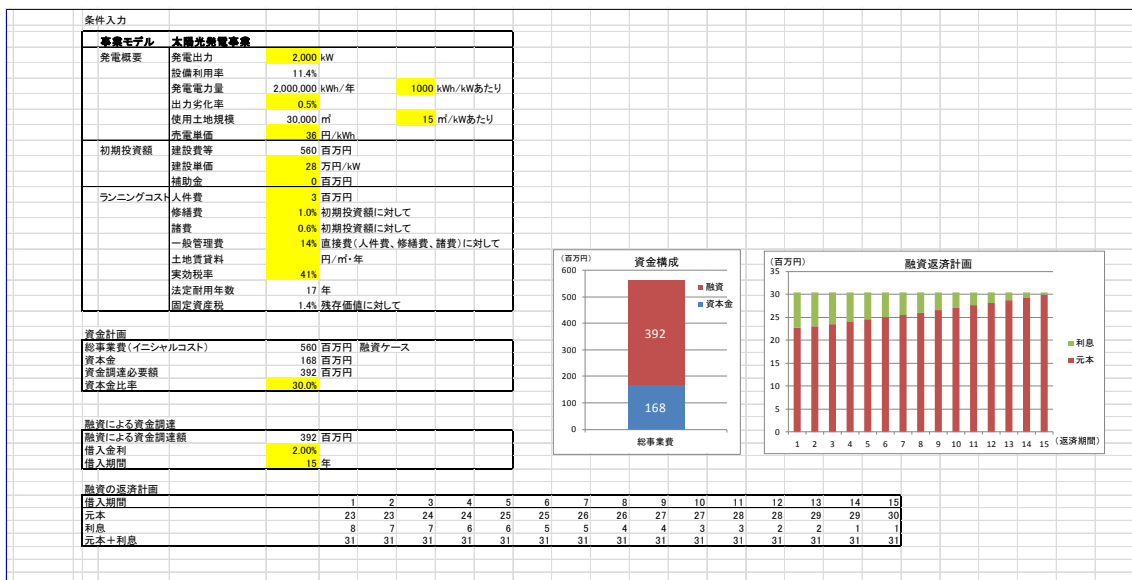 条件入力
事業モデル 太陽光発電事業
発電概要 発電出力 2,000 kW
設備利用率 11.4%
発電電力量 2,000,000 kWh/年 1000 kWh/kWあたり
出力劣化率 0.5%
使用土地規模 30,000 ㎡ 15 ㎡/kWあたり
売電単価 36 円/kWh
初期投資額 建設費等 560 百万円
建設単価 28 万円/kW
補助金 0 百万円
ランニングコスト 人件費 3 百万円
修繕費 1.0% 初期投資額に対して
諸費 0.6% 初期投資額に対して
一般管理費 14% 直接費(人件費、修繕費、諸費)に対して
土地賃貸料 円/㎡・年
実効税率 41%
法定耐用年数 17 年
固定資産税 1.4% 残存価値に対して
資金計画
総事業費(イニシャルコスト) 560 百万円 融資ケース
資本金 168 百万円
資金調達必要額 392 百万円
資本金比率 30.0%
融資による資金調達
融資による資金調達額 392 百万円
借入金利 2.00%
借入期間 15 年
(百万円) 資金構成
600
500
400
300
200
100
0
392
168
総事業費
融資
資本金
(百万円) 融資返済計画
35
30
25
20
15
10
5
0
1 2 3 4 5 6 7 8 9 10 11 12 13 14 15 (返済期間)
利息
元本
融資の返済計画
借入期間 1 2 3 4 5 6 7 8 9 10 11 12 13 14 15
元本 23 23 24 24 25 25 26 26 27 27 28 28 29 29 30
利息 8 7 7 6 6 5 5 4 4 3 3 2 2 1 1
元本+利息 31 31 31 31 31 31 31 31 31 31 31 31 31 31 31